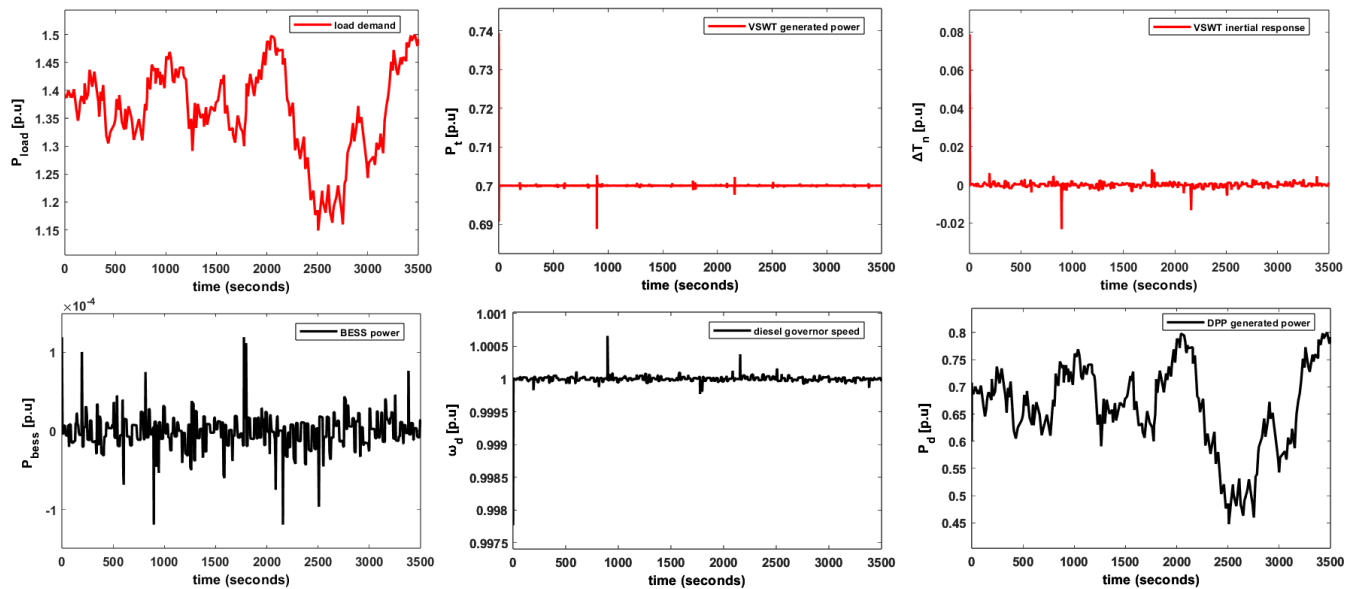 load demand
P_load [p.u]
1.5
1.45
1.4
1.35
1.3
1.25
1.2
1.15
0 500 1000 1500 2000 2500 3000 3500
time (seconds)
VSWT generated power
P_t [p.u]
0.74
0.73
0.72
0.71
0.7
0.69
0 500 1000 1500 2000 2500 3000 3500
time (seconds)
VSWT inertial response
ΔT_n [p.u]
0.08
0.06
0.04
0.02
0
-0.02
0 500 1000 1500 2000 2500 3000 3500
time (seconds)
×10^-4
BESS power
P_bess [p.u]
1
0
-1
0 500 1000 1500 2000 2500 3000 3500
time (seconds)
diesel governor speed
ω_d [p.u]
1.001
1.0005
1
0.9995
0.999
0.9985
0.998
0.9975
0 500 1000 1500 2000 2500 3000 3500
time (seconds)
DPP generated power
P_d [p.u]
0.8
0.75
0.7
0.65
0.6
0.55
0.5
0.45
0 500 1000 1500 2000 2500 3000 3500
time (seconds)